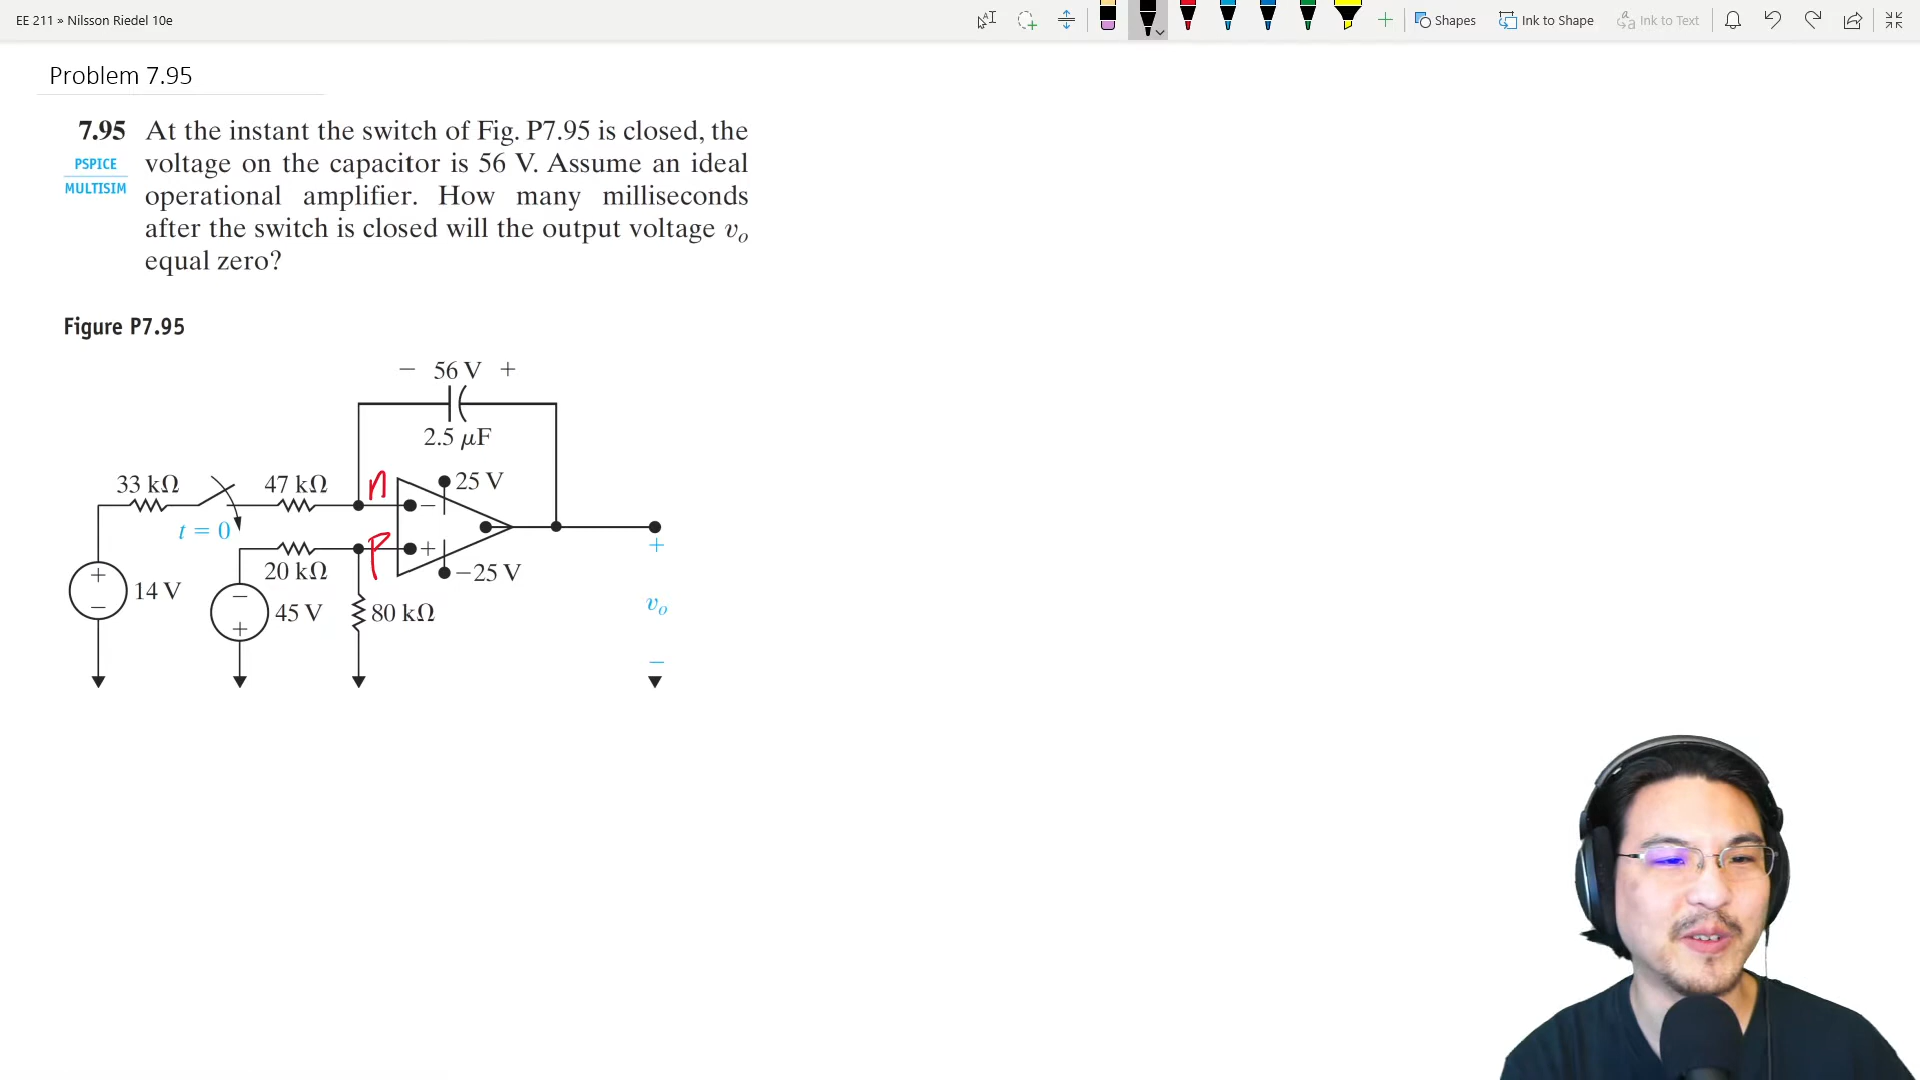 EE 211 » Nilsson Riedel 10e
Shapes
Ink to Shape
Ink to Text
Problem 7.95
7.95 At the instant the switch of Fig. P7.95 is closed, the
PSPICE voltage on the capacitor is 56 V. Assume an ideal
MULTISIM operational amplifier. How many milliseconds
after the switch is closed will the output voltage vo
equal zero?
Figure P7.95
− 56 V +
2.5 μF
33 kΩ
47 kΩ
n
25 V
−
t = 0
20 kΩ
P
+
−25 V
+
14 V
−
−
45 V
+
80 kΩ
+
vo
−